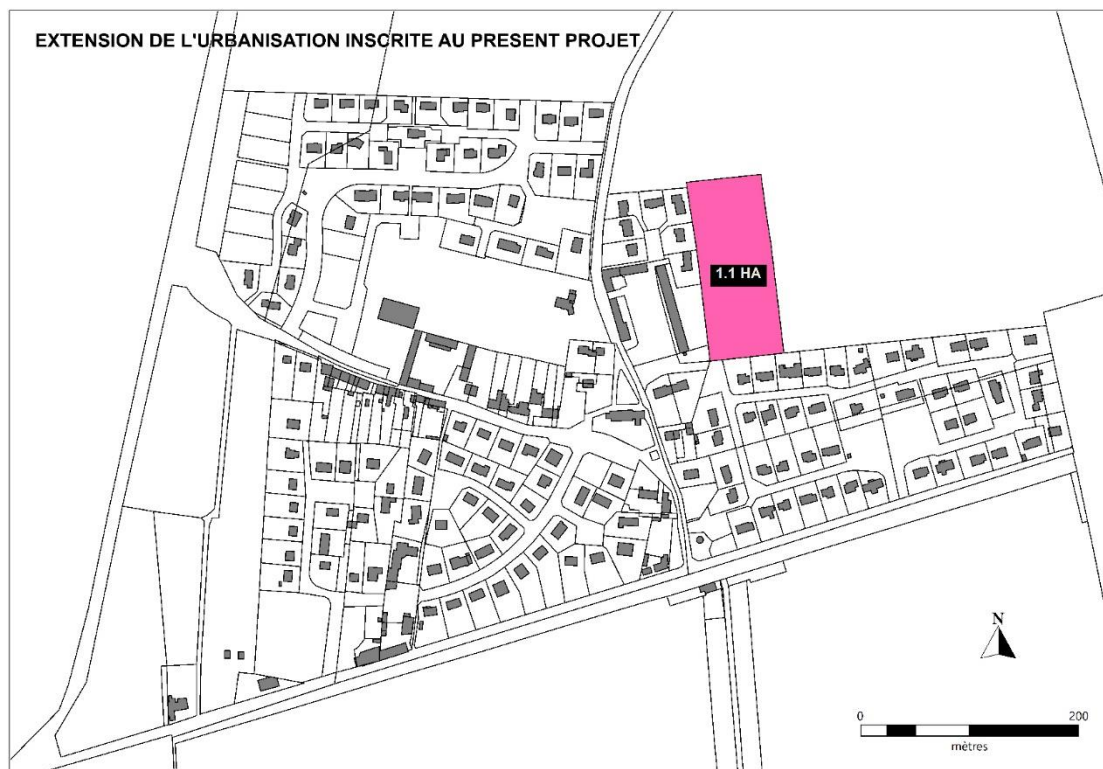 EXTENSION DE L'URBANISATION INSCRITE AU PRESENT PROJET
1.1 HA
N
0 200
mètres